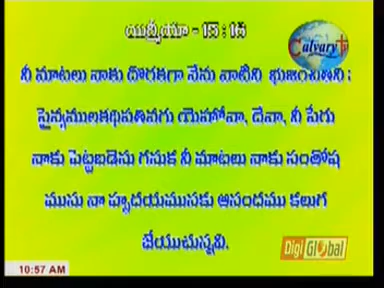 యిర్మీయా - 15 : 16
Calvary
నీ మాటలు నాకు దొరకగా నేను వాటిని భుజించితిని ;
సైన్యములకధిపతివగు యెహోవా, దేవా, నీ పేరు
నాకు పెట్టబడెను గనుక నీ మాటలు నాకు సంతోష
మును నా హృదయమునకు ఆనందము కలుగ
చేయుచున్నవి.
Digi Global
10:57 AM